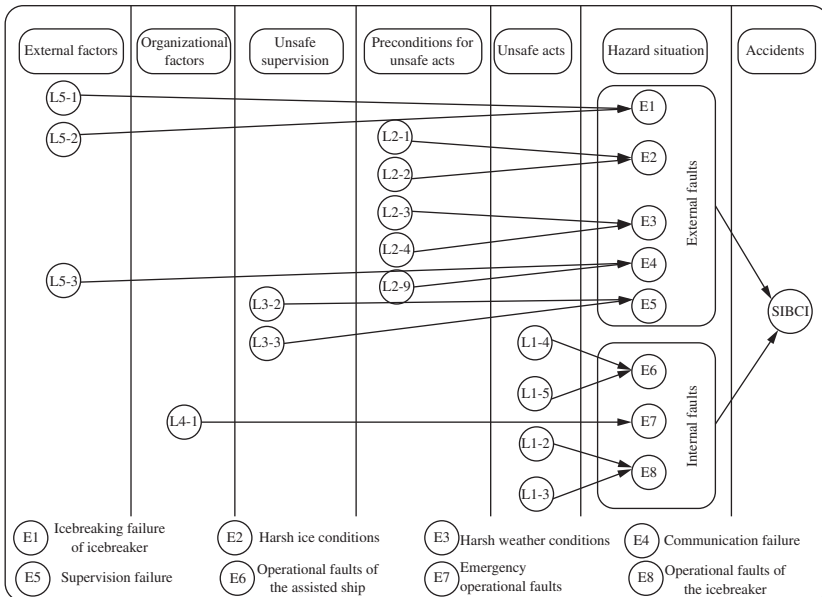 External factors
Organizational
factors
Unsafe
supervision
Preconditions for
unsafe acts
Unsafe acts
Hazard situation
Accidents
L5-1
L5-2
L5-3
L4-1
L3-2
L3-3
L2-1
L2-2
L2-3
L2-4
L2-9
L1-4
L1-5
L1-2
L1-3
E1
E2
E3
E4
E5
External faults
E6
E7
E8
Internal faults
SIBCI
E1 Icebreaking failure
of icebreaker
E2 Harsh ice conditions
E3 Harsh weather conditions
E4 Communication failure
E5 Supervision failure
E6 Operational faults of
the assisted ship
E7 Emergency
operational faults
E8 Operational faults of
the icebreaker